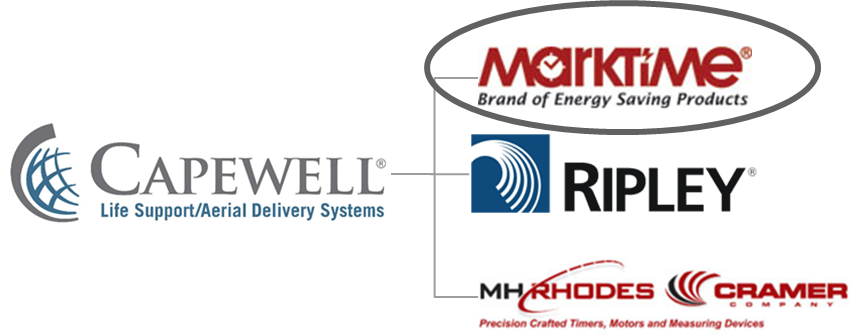 MARKTIME®
Brand of Energy Saving Products
CAPEWELL®
Life Support/Aerial Delivery Systems
RIPLEY®
MH RHODES CRAMER
COMPANY
Precision Crafted Timers, Motors and Measuring Devices